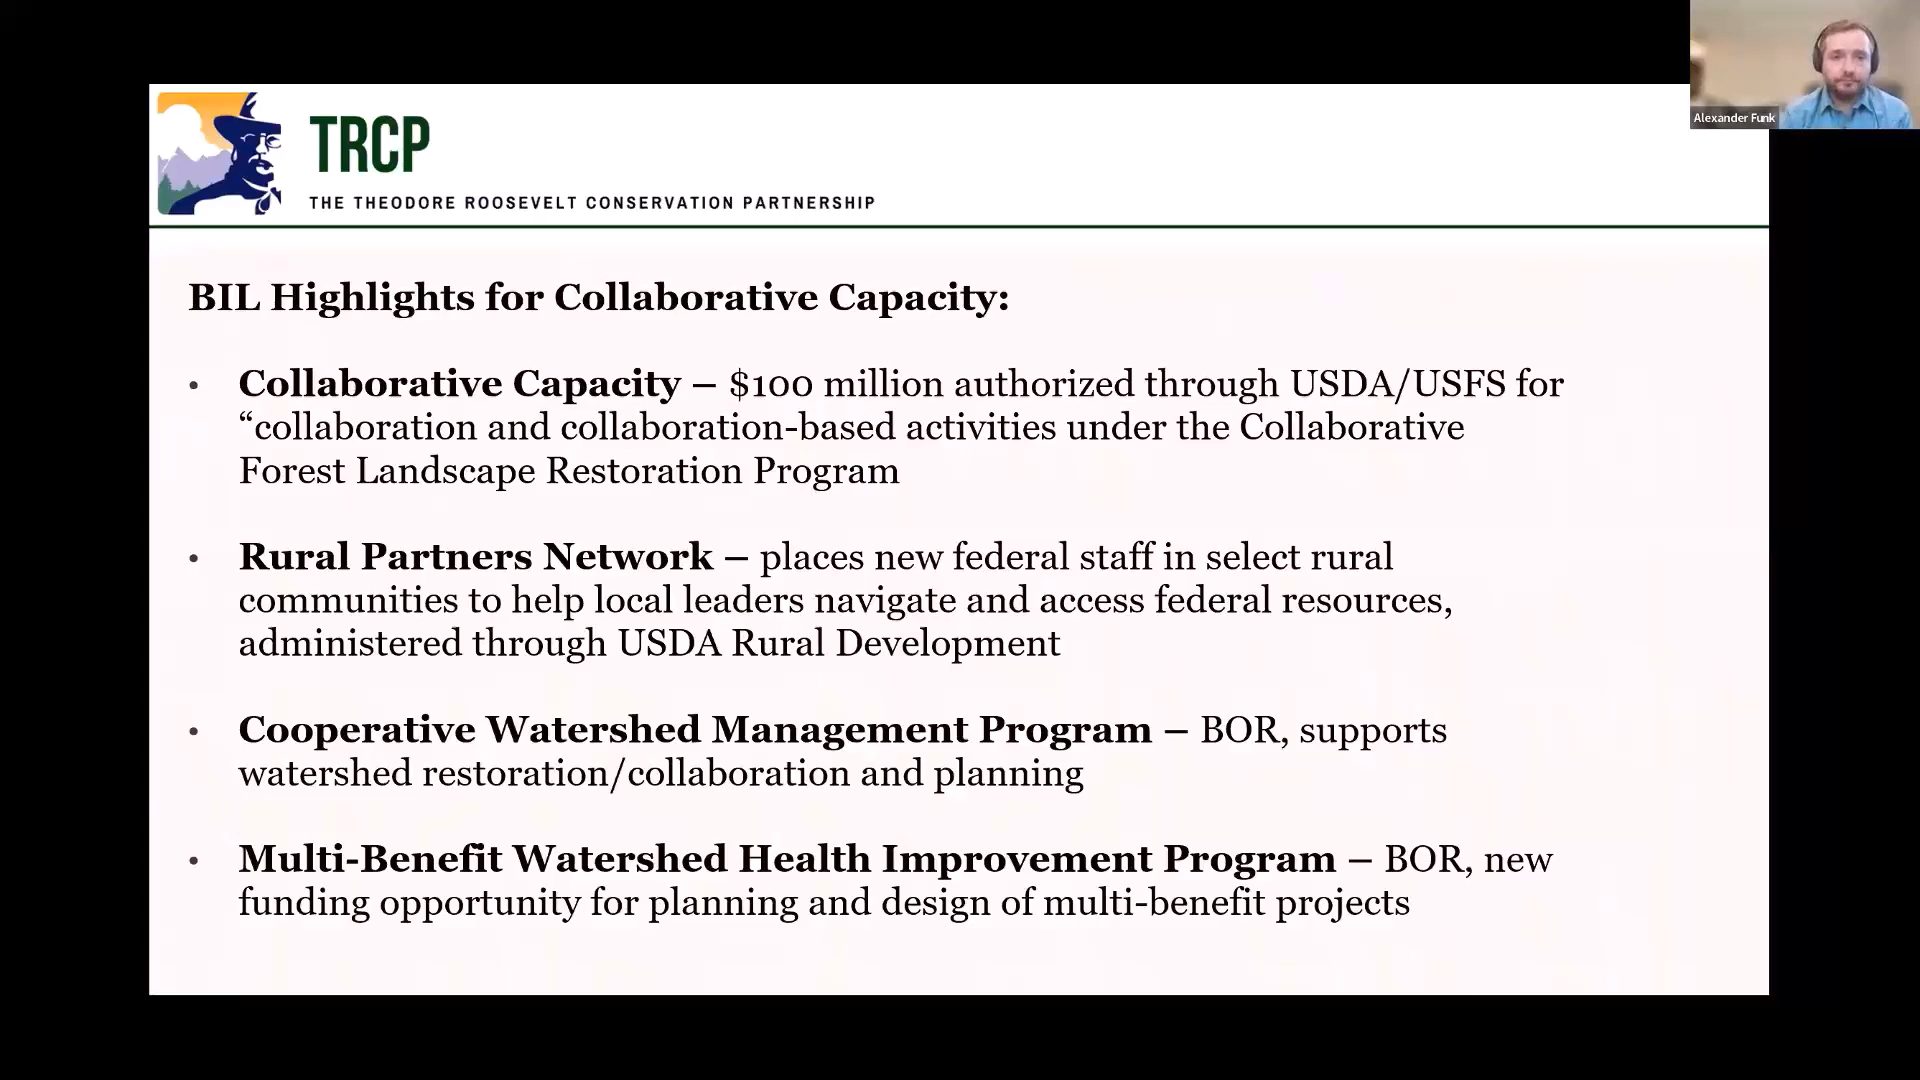 Alexander Funk
TRCP
THE THEODORE ROOSEVELT CONSERVATION PARTNERSHIP
BIL Highlights for Collaborative Capacity:
• Collaborative Capacity – $100 million authorized through USDA/USFS for
“collaboration and collaboration-based activities under the Collaborative
Forest Landscape Restoration Program
• Rural Partners Network – places new federal staff in select rural
communities to help local leaders navigate and access federal resources,
administered through USDA Rural Development
• Cooperative Watershed Management Program – BOR, supports
watershed restoration/collaboration and planning
• Multi-Benefit Watershed Health Improvement Program – BOR, new
funding opportunity for planning and design of multi-benefit projects